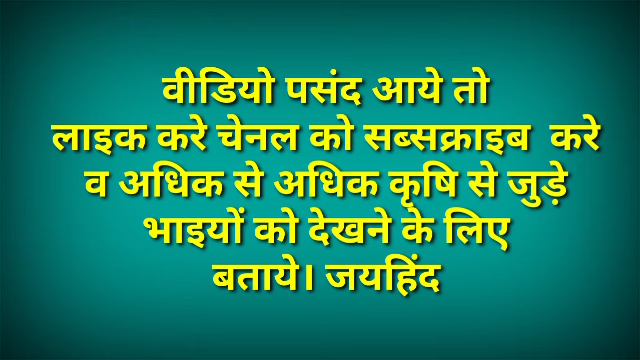 वीडियो पसंद आये तो
लाइक करे चेनल को सब्सक्राइब करे
व अधिक से अधिक कृषि से जुड़े
भाइयों को देखने के लिए
बताये। जयहिंद